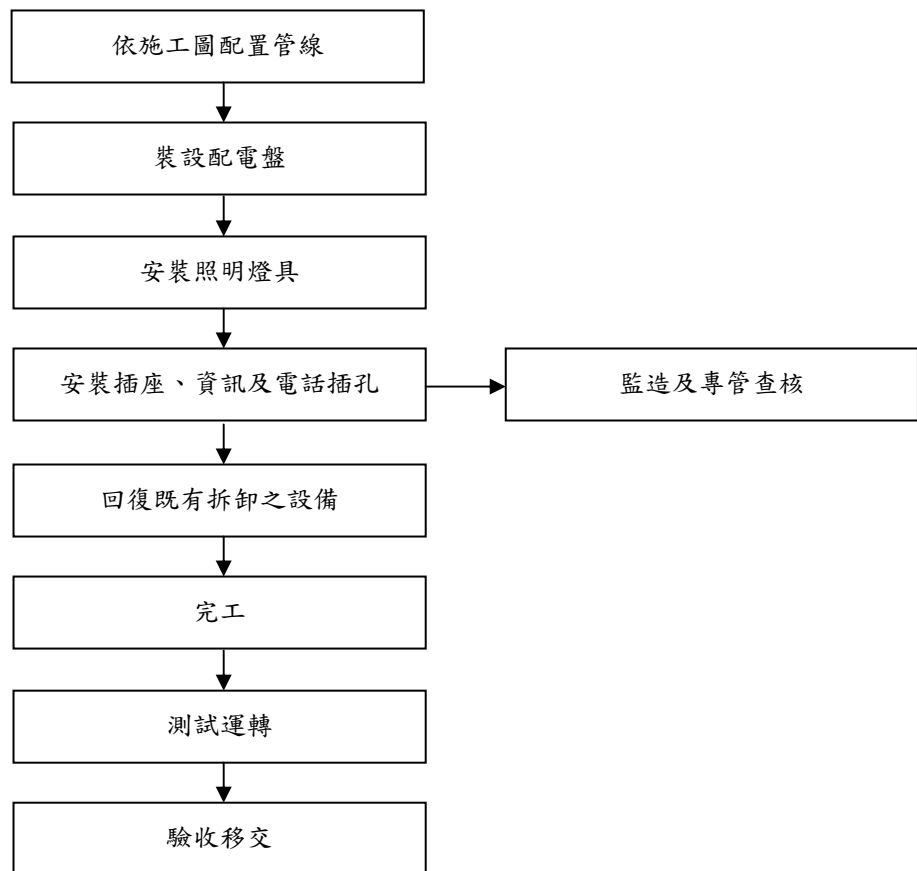 依施工圖配置管線
裝設配電盤
安裝照明燈具
安裝插座、資訊及電話插孔
監造及專管查核
回復既有拆卸之設備
完工
測試運轉
驗收移交